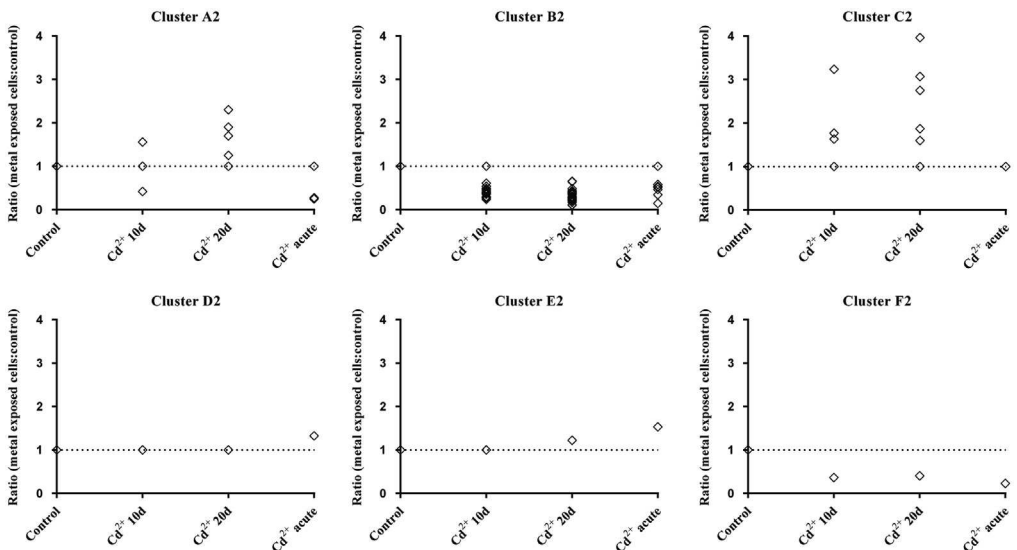 Cluster A2
Ratio (metal exposed cells:control)
4
3
2
1
0
Control
Cd²⁺ 10d
Cd²⁺ 20d
Cd²⁺ acute
Cluster B2
Ratio (metal exposed cells:control)
4
3
2
1
0
Control
Cd²⁺ 10d
Cd²⁺ 20d
Cd²⁺ acute
Cluster C2
Ratio (metal exposed cells:control)
4
3
2
1
0
Control
Cd²⁺ 10d
Cd²⁺ 20d
Cd²⁺ acute
Cluster D2
Ratio (metal exposed cells:control)
4
3
2
1
0
Control
Cd²⁺ 10d
Cd²⁺ 20d
Cd²⁺ acute
Cluster E2
Ratio (metal exposed cells:control)
4
3
2
1
0
Control
Cd²⁺ 10d
Cd²⁺ 20d
Cd²⁺ acute
Cluster F2
Ratio (metal exposed cells:control)
4
3
2
1
0
Control
Cd²⁺ 10d
Cd²⁺ 20d
Cd²⁺ acute